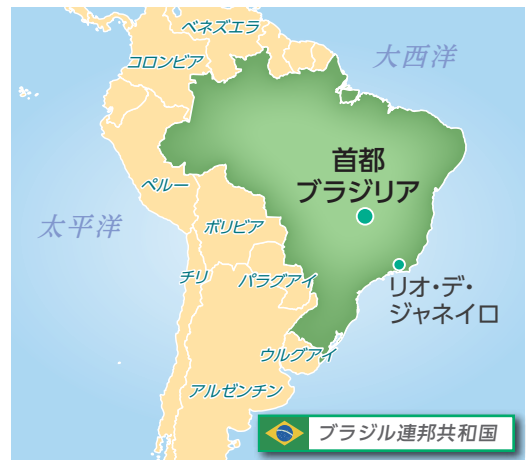 ベネズエラ
コロンビア
大西洋
首都
ブラジリア
ペルー
太平洋
ボリビア
チリ
パラグアイ
リオ・デ・
ジャネイロ
ウルグアイ
アルゼンチン
ブラジル連邦共和国